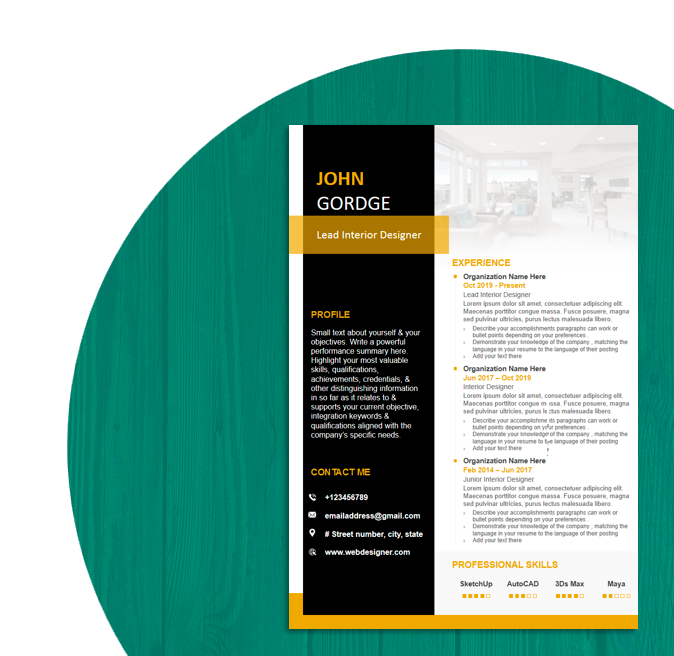 JOHN
GORDGE
Lead Interior Designer
PROFILE
Small text about yourself & your
objectives. Write a powerful
performance summary here.
Highlight your most valuable
skills, qualifications,
achievements, credentials, &
other distinguishing information
in so far as it relates to &
supports your current objective,
integration keywords &
qualifications aligned with the
company's specific needs.
CONTACT ME
+123456789
emailaddress@gmail.com
# Street number, city, state
www.webdesigner.com
EXPERIENCE
Organization Name Here
Oct 2019 - Present
Lead Interior Designer
Lorem ipsum dolor sit amet, consectetuer adipiscing elit.
Maecenas porttitor congue massa. Fusce posuere, magna
sed pulvinar ultricies, purus lectus malesuada libero.
Describe your accomplishments paragraphs can work or
bullet points depending on your preferences .
Demonstrate your knowledge of the company , matching the
language in your resume to the language of their posting
Add your text there
Organization Name Here
Jun 2017 – Oct 2019
Interior Designer
Lorem ipsum dolor sit amet, consectetuer adipiscing elit.
Maecenas porttitor congue massa. Fusce posuere, magna
sed pulvinar ultricies, purus lectus malesuada libero.
Describe your accomplishments paragraphs can work or
bullet points depending on your preferences .
Demonstrate your knowledge of the company , matching the
language in your resume to the language of their posting
Add your text there
Organization Name Here
Feb 2014 – Jun 2017
Junior Interior Designer
Lorem ipsum dolor sit amet, consectetuer adipiscing elit.
Maecenas porttitor congue massa. Fusce posuere, magna
sed pulvinar ultricies, purus lectus malesuada libero.
Describe your accomplishments paragraphs can work or
bullet points depending on your preferences .
Demonstrate your knowledge of the company , matching the
language in your resume to the language of their posting
Add your text there
PROFESSIONAL SKILLS
SketchUp AutoCAD 3Ds Max Maya